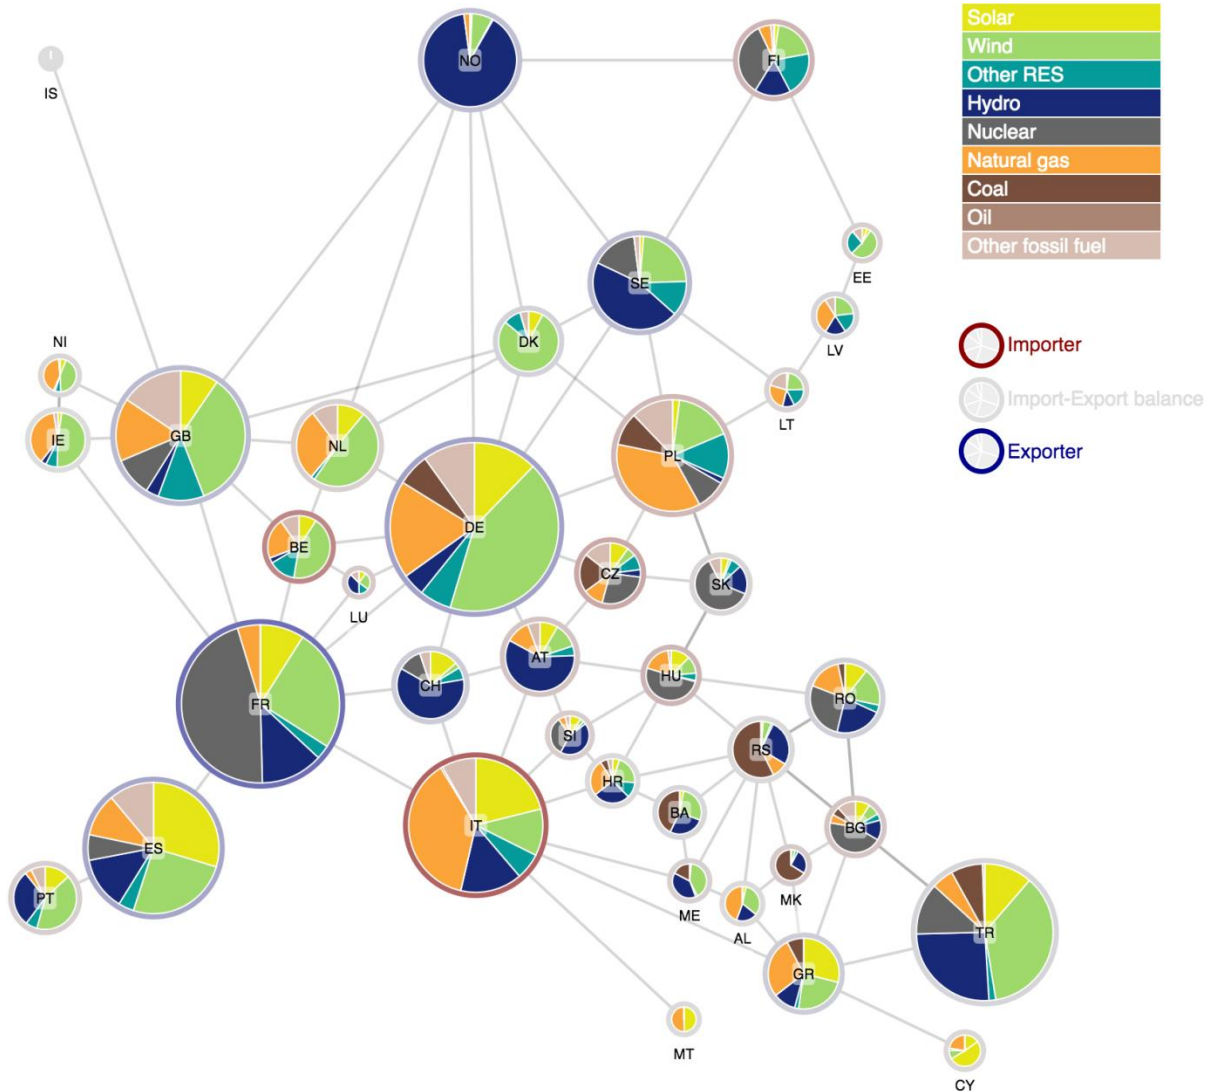 Solar
Wind
Other RES
Hydro
Nuclear
Natural gas
Coal
Oil
Other fossil fuel
Importer
Import-Export balance
Exporter
NO
FI
IS
EE
SE
LV
DK
NI
LT
GB
IE
NL
PL
DE
BE
CZ
SK
LU
AT
HU
CH
RO
FR
SI
RS
HR
BA
IT
BG
ES
MK
ME
PT
AL
TR
GR
MT
CY